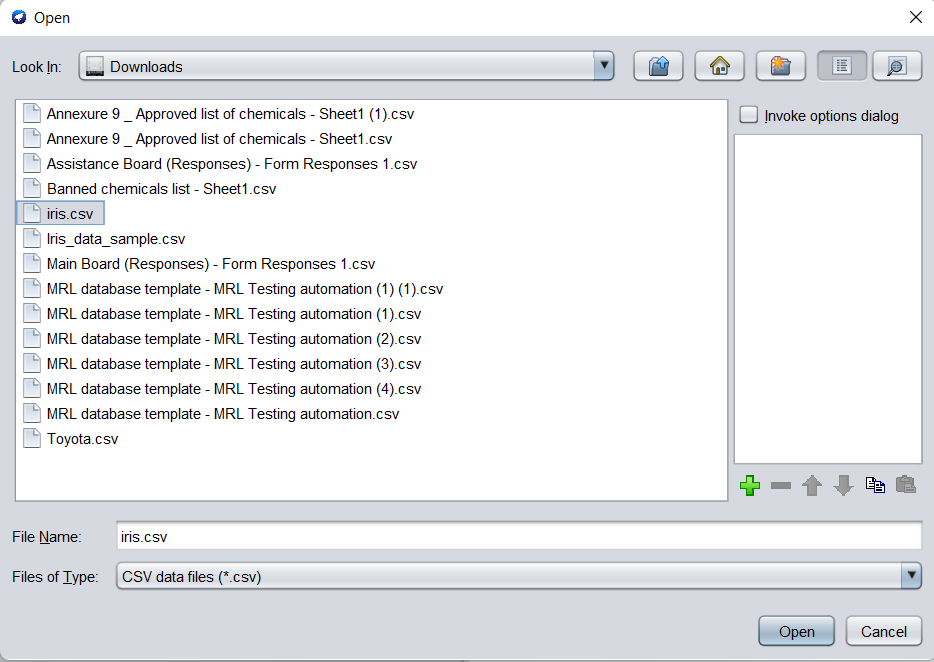 Open
Look In: Downloads
Annexure 9 _ Approved list of chemicals - Sheet1 (1).csv
Annexure 9 _ Approved list of chemicals - Sheet1.csv
Assistance Board (Responses) - Form Responses 1.csv
Banned chemicals list - Sheet1.csv
iris.csv
Iris_data_sample.csv
Main Board (Responses) - Form Responses 1.csv
MRL database template - MRL Testing automation (1) (1).csv
MRL database template - MRL Testing automation (1).csv
MRL database template - MRL Testing automation (2).csv
MRL database template - MRL Testing automation (3).csv
MRL database template - MRL Testing automation (4).csv
MRL database template - MRL Testing automation.csv
Toyota.csv
Invoke options dialog
File Name: iris.csv
Files of Type: CSV data files (*.csv)
Open Cancel